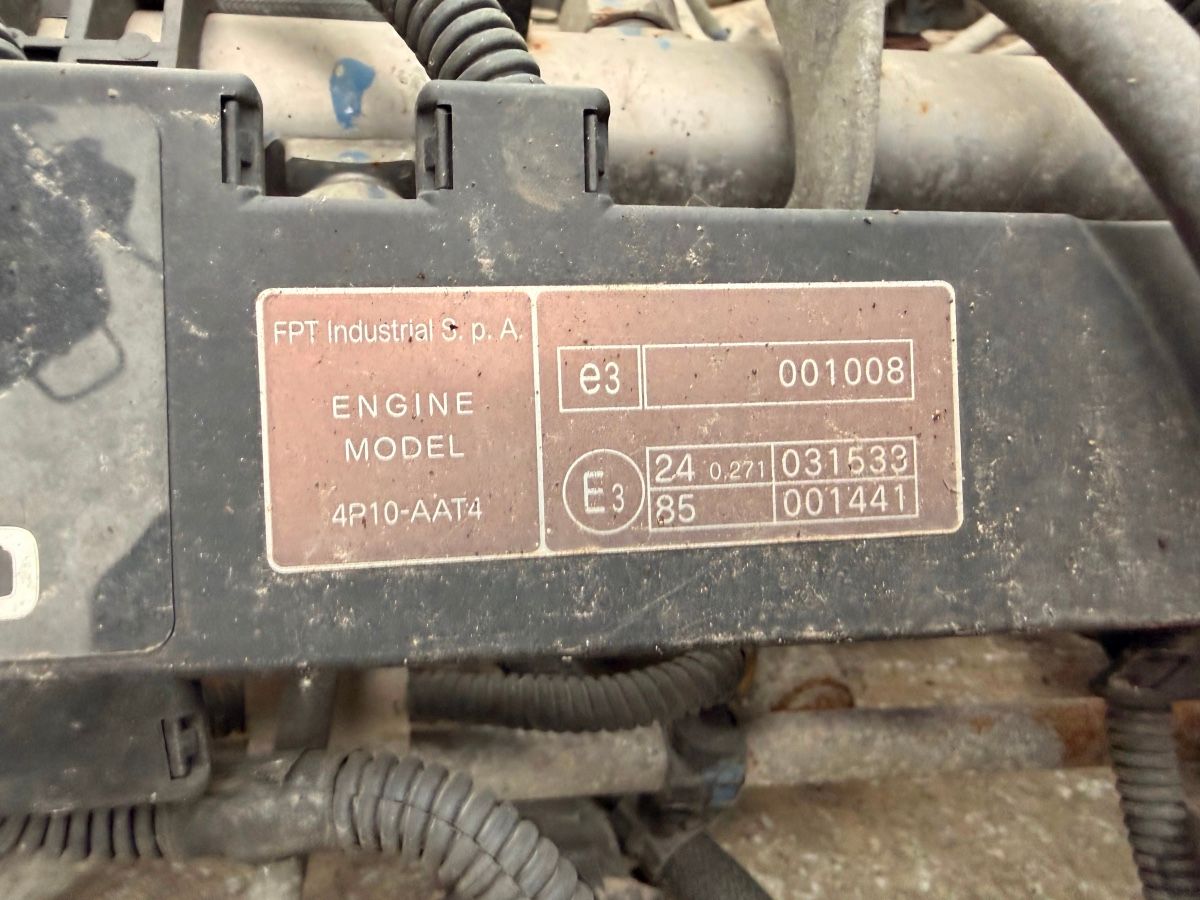 FPT Industrial S. p. A.
ENGINE
MODEL
4P10-AAT4
e3 001008
E3 24 0,271 031533
85 001441